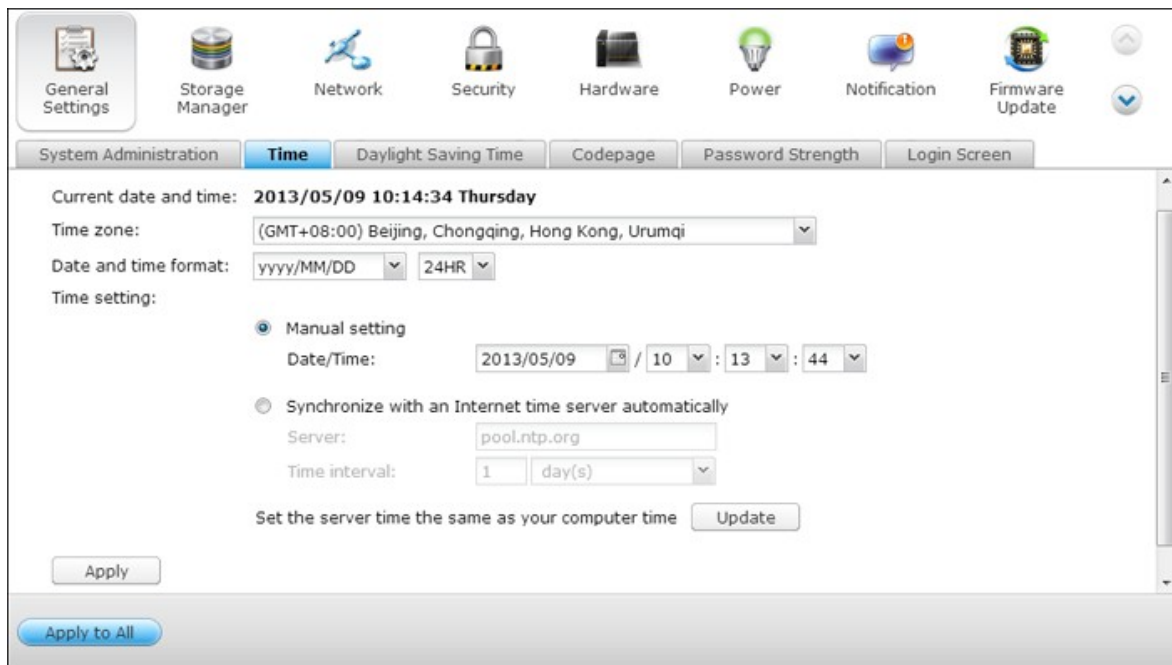 General Settings
Storage Manager
Network
Security
Hardware
Power
Notification
Firmware Update
System Administration
Time
Daylight Saving Time
Codepage
Password Strength
Login Screen
Current date and time: 2013/05/09 10:14:34 Thursday
Time zone: (GMT+08:00) Beijing, Chongqing, Hong Kong, Urumqi
Date and time format: yyyy/MM/DD 24HR
Time setting:
Manual setting
Date/Time: 2013/05/09 / 10 : 13 : 44
Synchronize with an Internet time server automatically
Server: pool.ntp.org
Time interval: 1 day(s)
Set the server time the same as your computer time Update
Apply
Apply to All